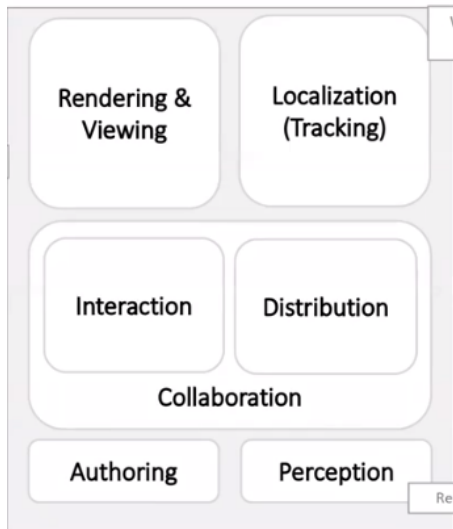 Rendering &
Viewing
Localization
(Tracking)
Interaction
Distribution
Collaboration
Authoring
Perception